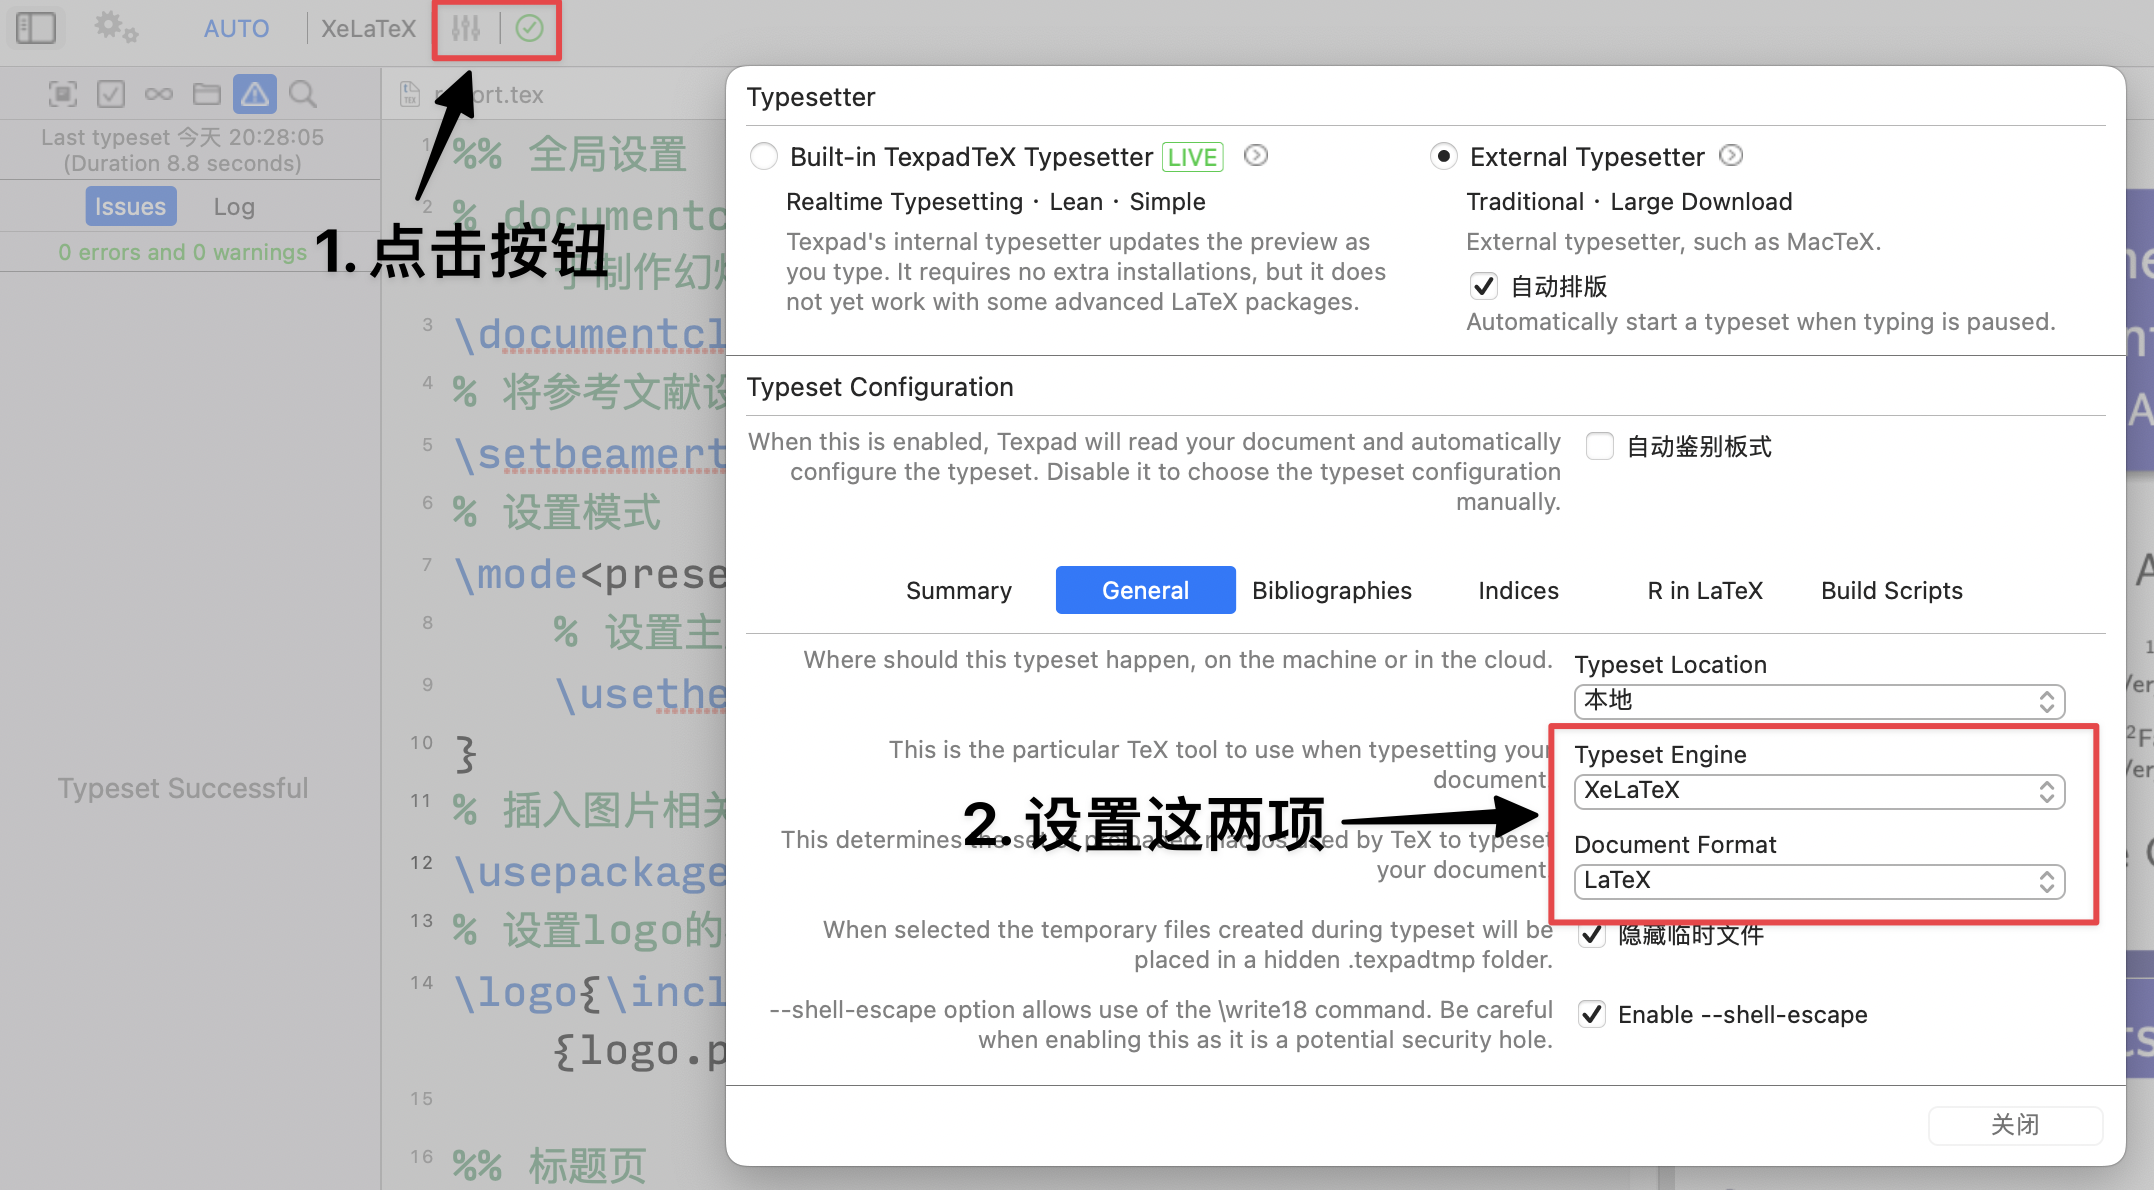 AUTO
XeLaTeX
Last typeset 今天 20:28:05
(Duration 8.8 seconds)
Issues
Log
0 errors and 0 warnings
Typeset Successful
1. 点击按钮
1 %% 全局设置
2 %
手制作幻
3 \documentcl
4 % 将参考文献设
5 \setbeamert
6 % 设置模式
7 \mode<prese
8 % 设置主
9 \usethe
10 }
11 % 插入图片相关
12 \usepackage
13 % 设置logo的
14 \logo{\incl
{logo.p
15
16 %% 标题页
Typesetter
Built-in TexpadTeX Typesetter LIVE
Realtime Typesetting · Lean · Simple
Texpad's internal typesetter updates the preview as
you type. It requires no extra installations, but it does
not yet work with some advanced LaTeX packages.
External Typesetter
Traditional · Large Download
External typesetter, such as MacTeX.
自动排版
Automatically start a typeset when typing is paused.
Typeset Configuration
When this is enabled, Texpad will read your document and automatically
configure the typeset. Disable it to choose the typeset configuration
manually.
自动鉴别板式
Summary
General
Bibliographies
Indices
R in LaTeX
Build Scripts
Where should this typeset happen, on the machine or in the cloud.
Typeset Location
本地
This is the particular TeX tool to use when typesetting your
document
Typeset Engine
XeLaTeX
2. 设置这两项
This determines the set of preloaded macros used by TeX to typeset
your document
Document Format
LaTeX
When selected the temporary files created during typeset will be
placed in a hidden .texpadtmp folder.
隐藏临时文件
--shell-escape option allows use of the \write18 command. Be careful
when enabling this as it is a potential security hole.
Enable --shell-escape
关闭